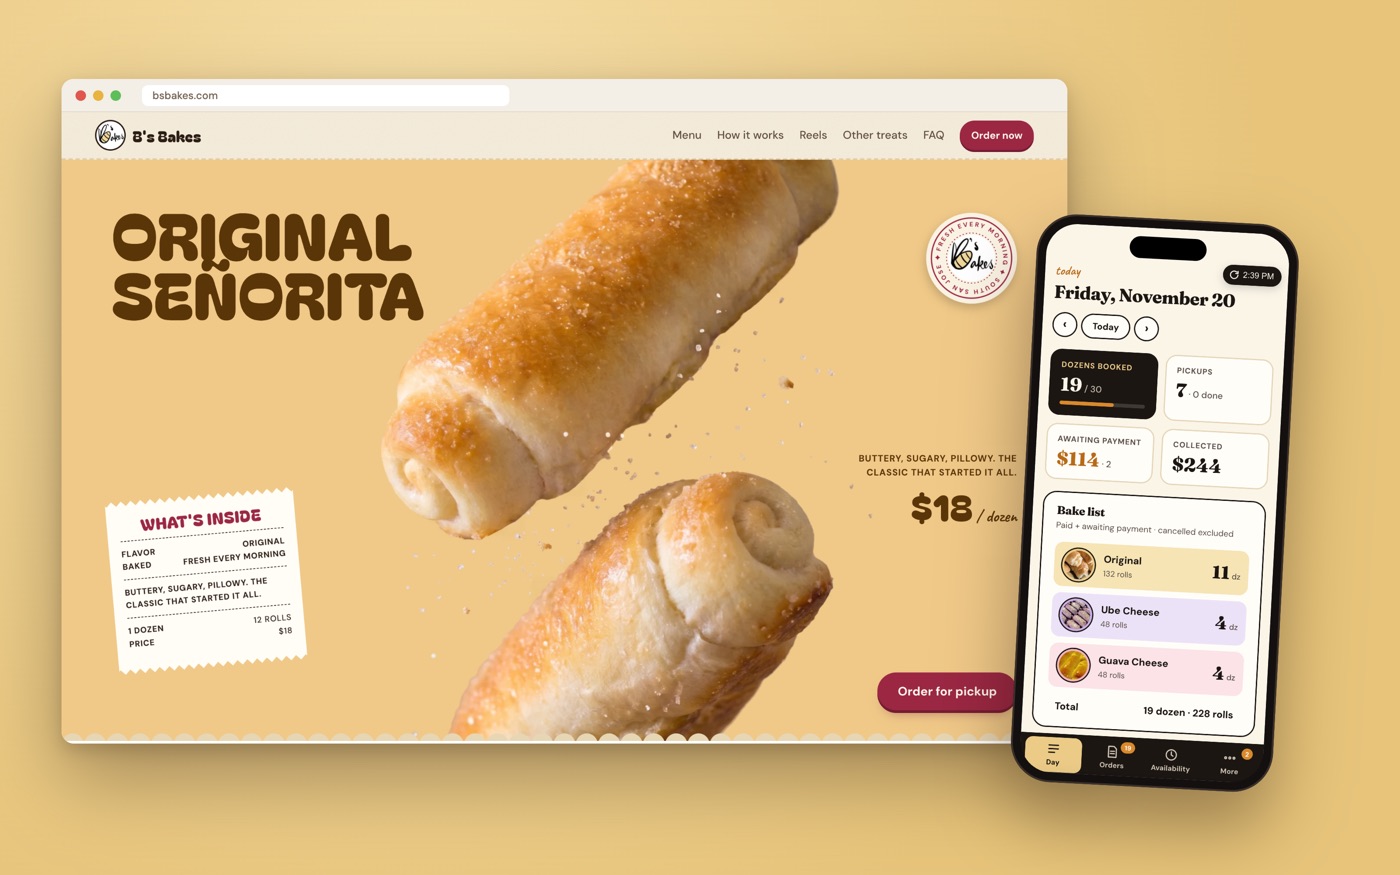 bsbakes.com
B's Bakes
B's Bakes
Menu
How it works
Reels
Other treats
FAQ
Order now
ORIGINAL
SEÑORITA
FRESH EVERY MORNING ✦ SOUTH SAN JOSE ✦
B's Bakes
BUTTERY, SUGARY, PILLOWY. THE
CLASSIC THAT STARTED IT ALL.
$18 / dozen
WHAT'S INSIDE
FLAVOR ORIGINAL
BAKED FRESH EVERY MORNING
BUTTERY, SUGARY, PILLOWY. THE
CLASSIC THAT STARTED IT ALL.
1 DOZEN 12 ROLLS
PRICE $18
Order for pickup
today
2:39 PM
Friday, November 20
‹ Today ›
DOZENS BOOKED
19 / 30
PICKUPS
7 · 0 done
AWAITING PAYMENT
$114 · 2
COLLECTED
$244
Bake list
Paid + awaiting payment · cancelled excluded
Original
132 rolls
11 dz
Ube Cheese
48 rolls
4 dz
Guava Cheese
48 rolls
4 dz
Total 19 dozen · 228 rolls
Day
Orders
19
Availability
More
2